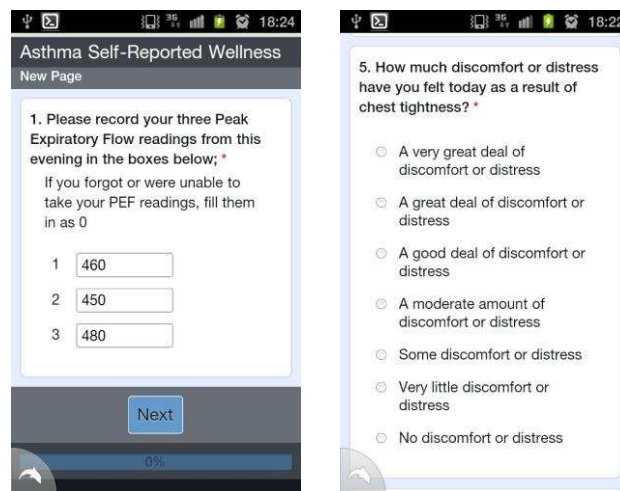 3G
18:24
Asthma Self-Reported Wellness
New Page
1. Please record your three Peak
Expiratory Flow readings from this
evening in the boxes below; *
If you forgot or were unable to
take your PEF readings, fill them
in as 0
1 460
2 450
3 480
Next
0%
3G
18:22
5. How much discomfort or distress
have you felt today as a result of
chest tightness? *
A very great deal of
discomfort or distress
A great deal of discomfort or
distress
A good deal of discomfort or
distress
A moderate amount of
discomfort or distress
Some discomfort or distress
Very little discomfort or
distress
No discomfort or distress